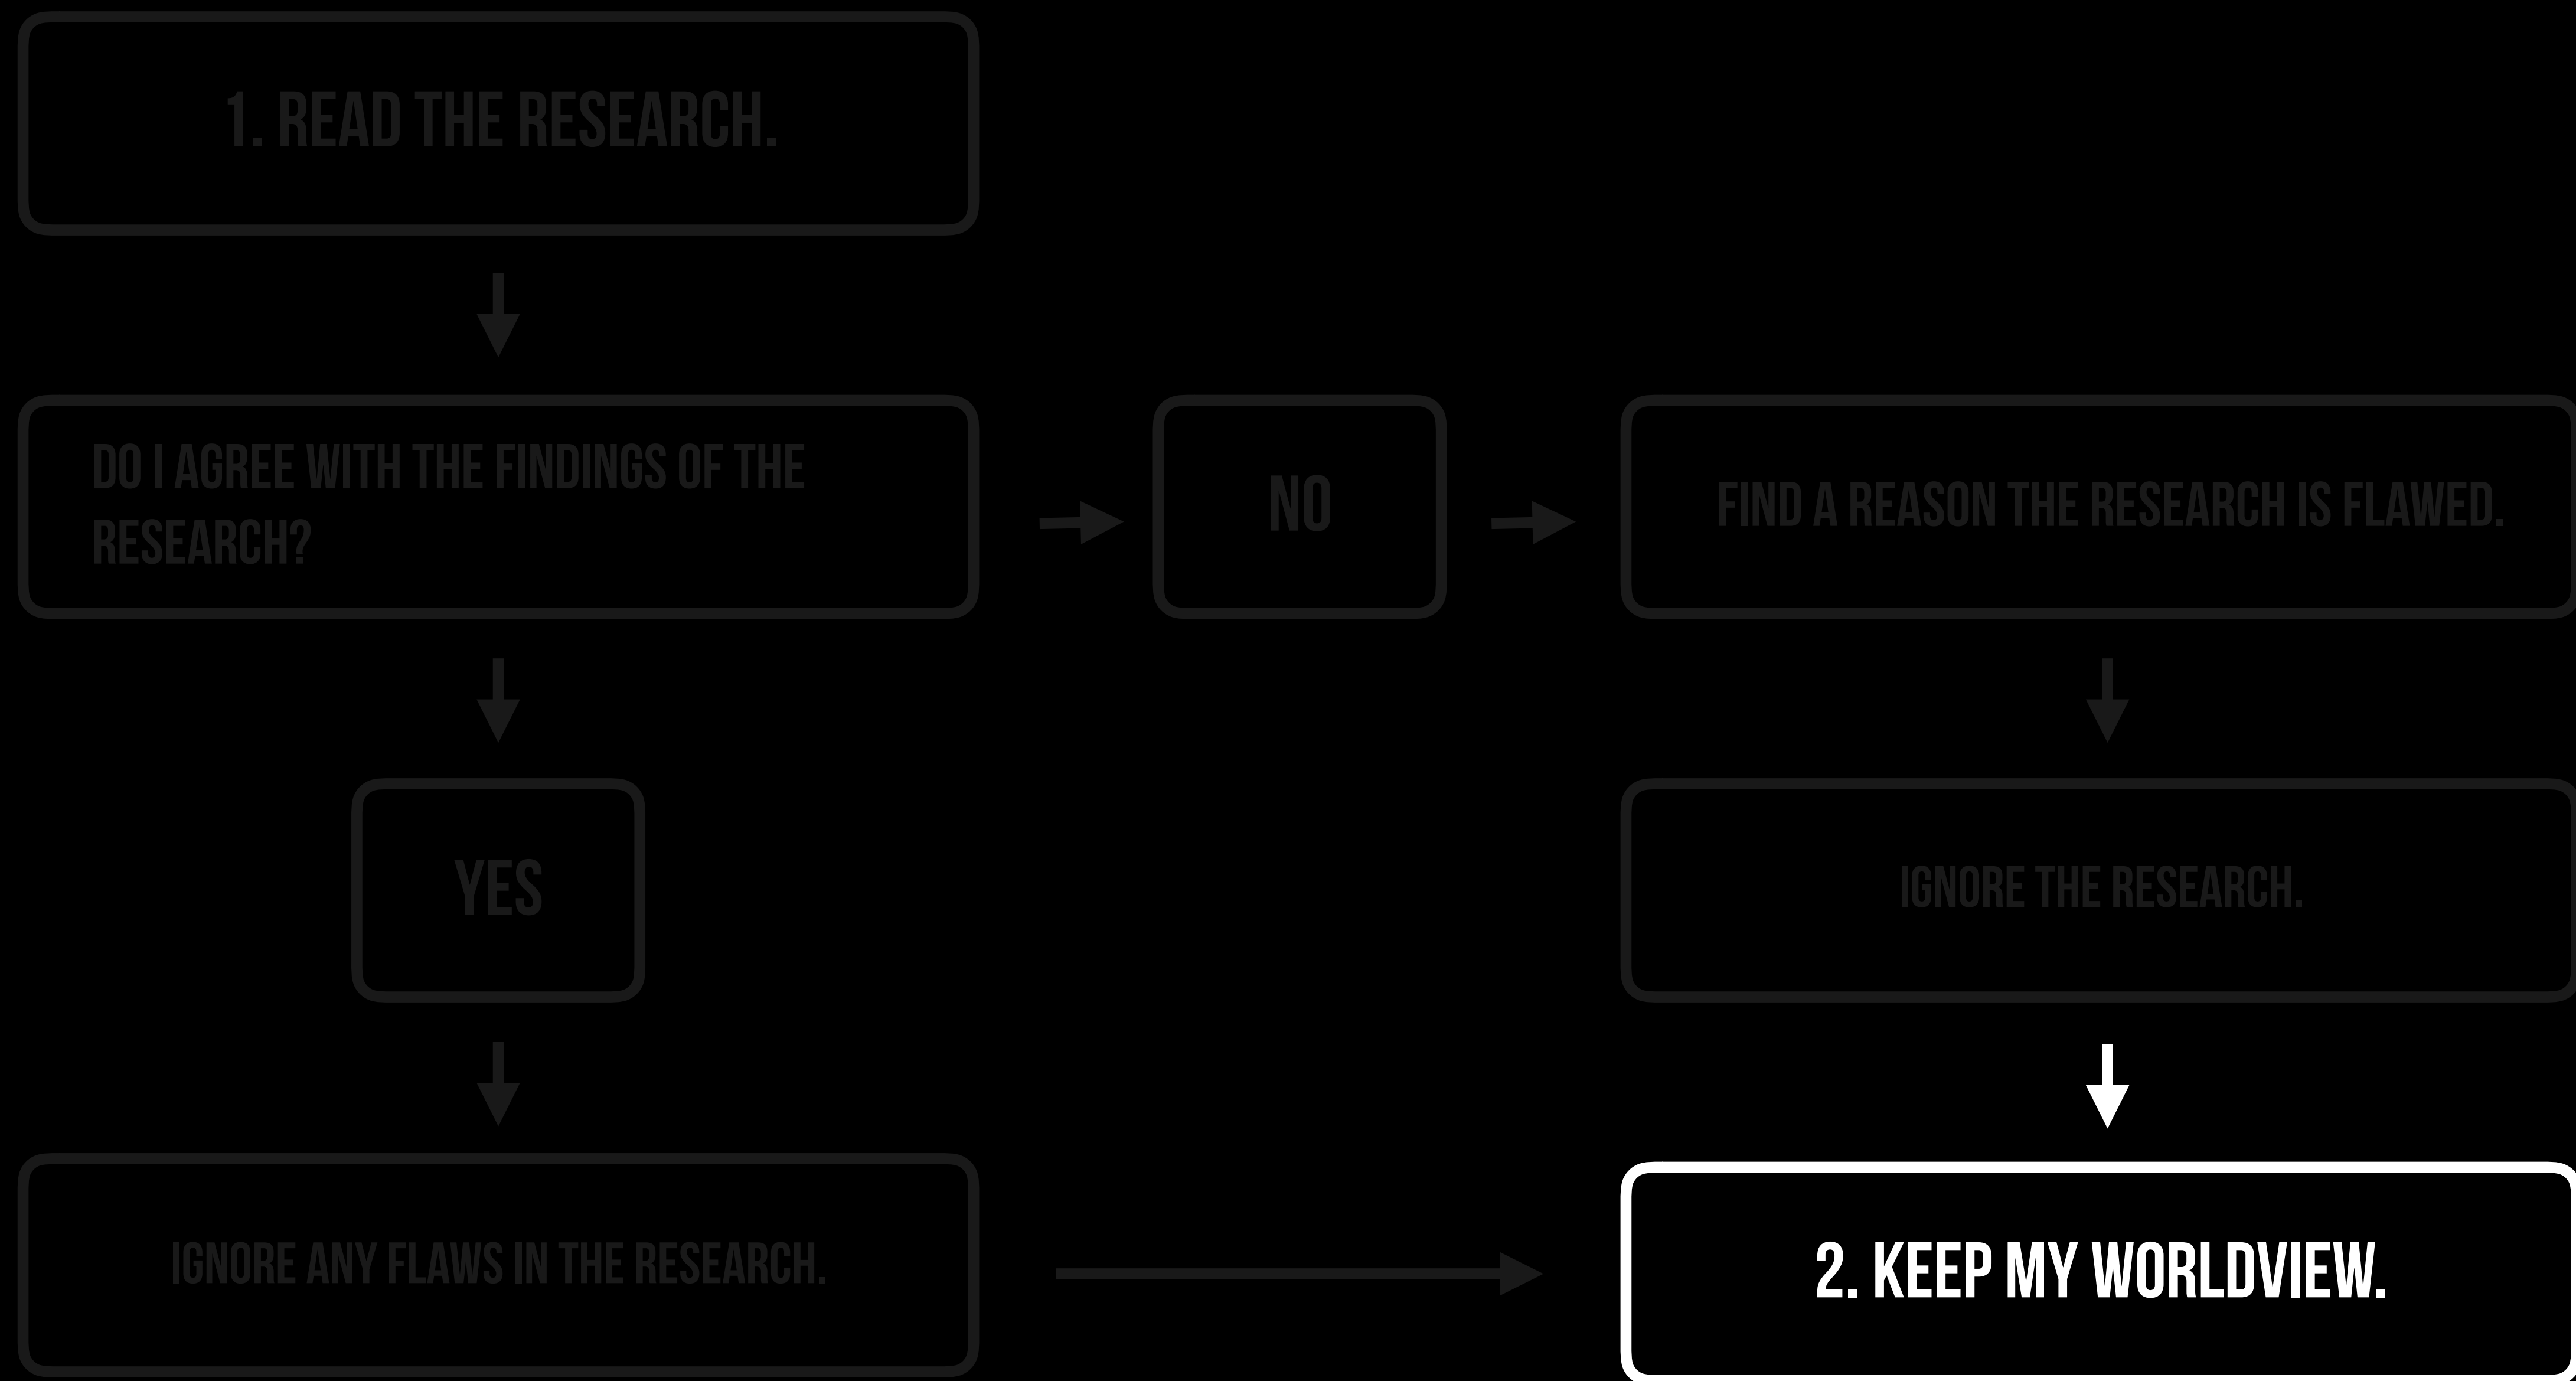 1. READ THE RESEARCH.
DO I AGREE WITH THE FINDINGS OF THE
RESEARCH?
NO
FIND A REASON THE RESEARCH IS FLAWED.
YES
IGNORE THE RESEARCH.
IGNORE ANY FLAWS IN THE RESEARCH.
2. KEEP MY WORLDVIEW.